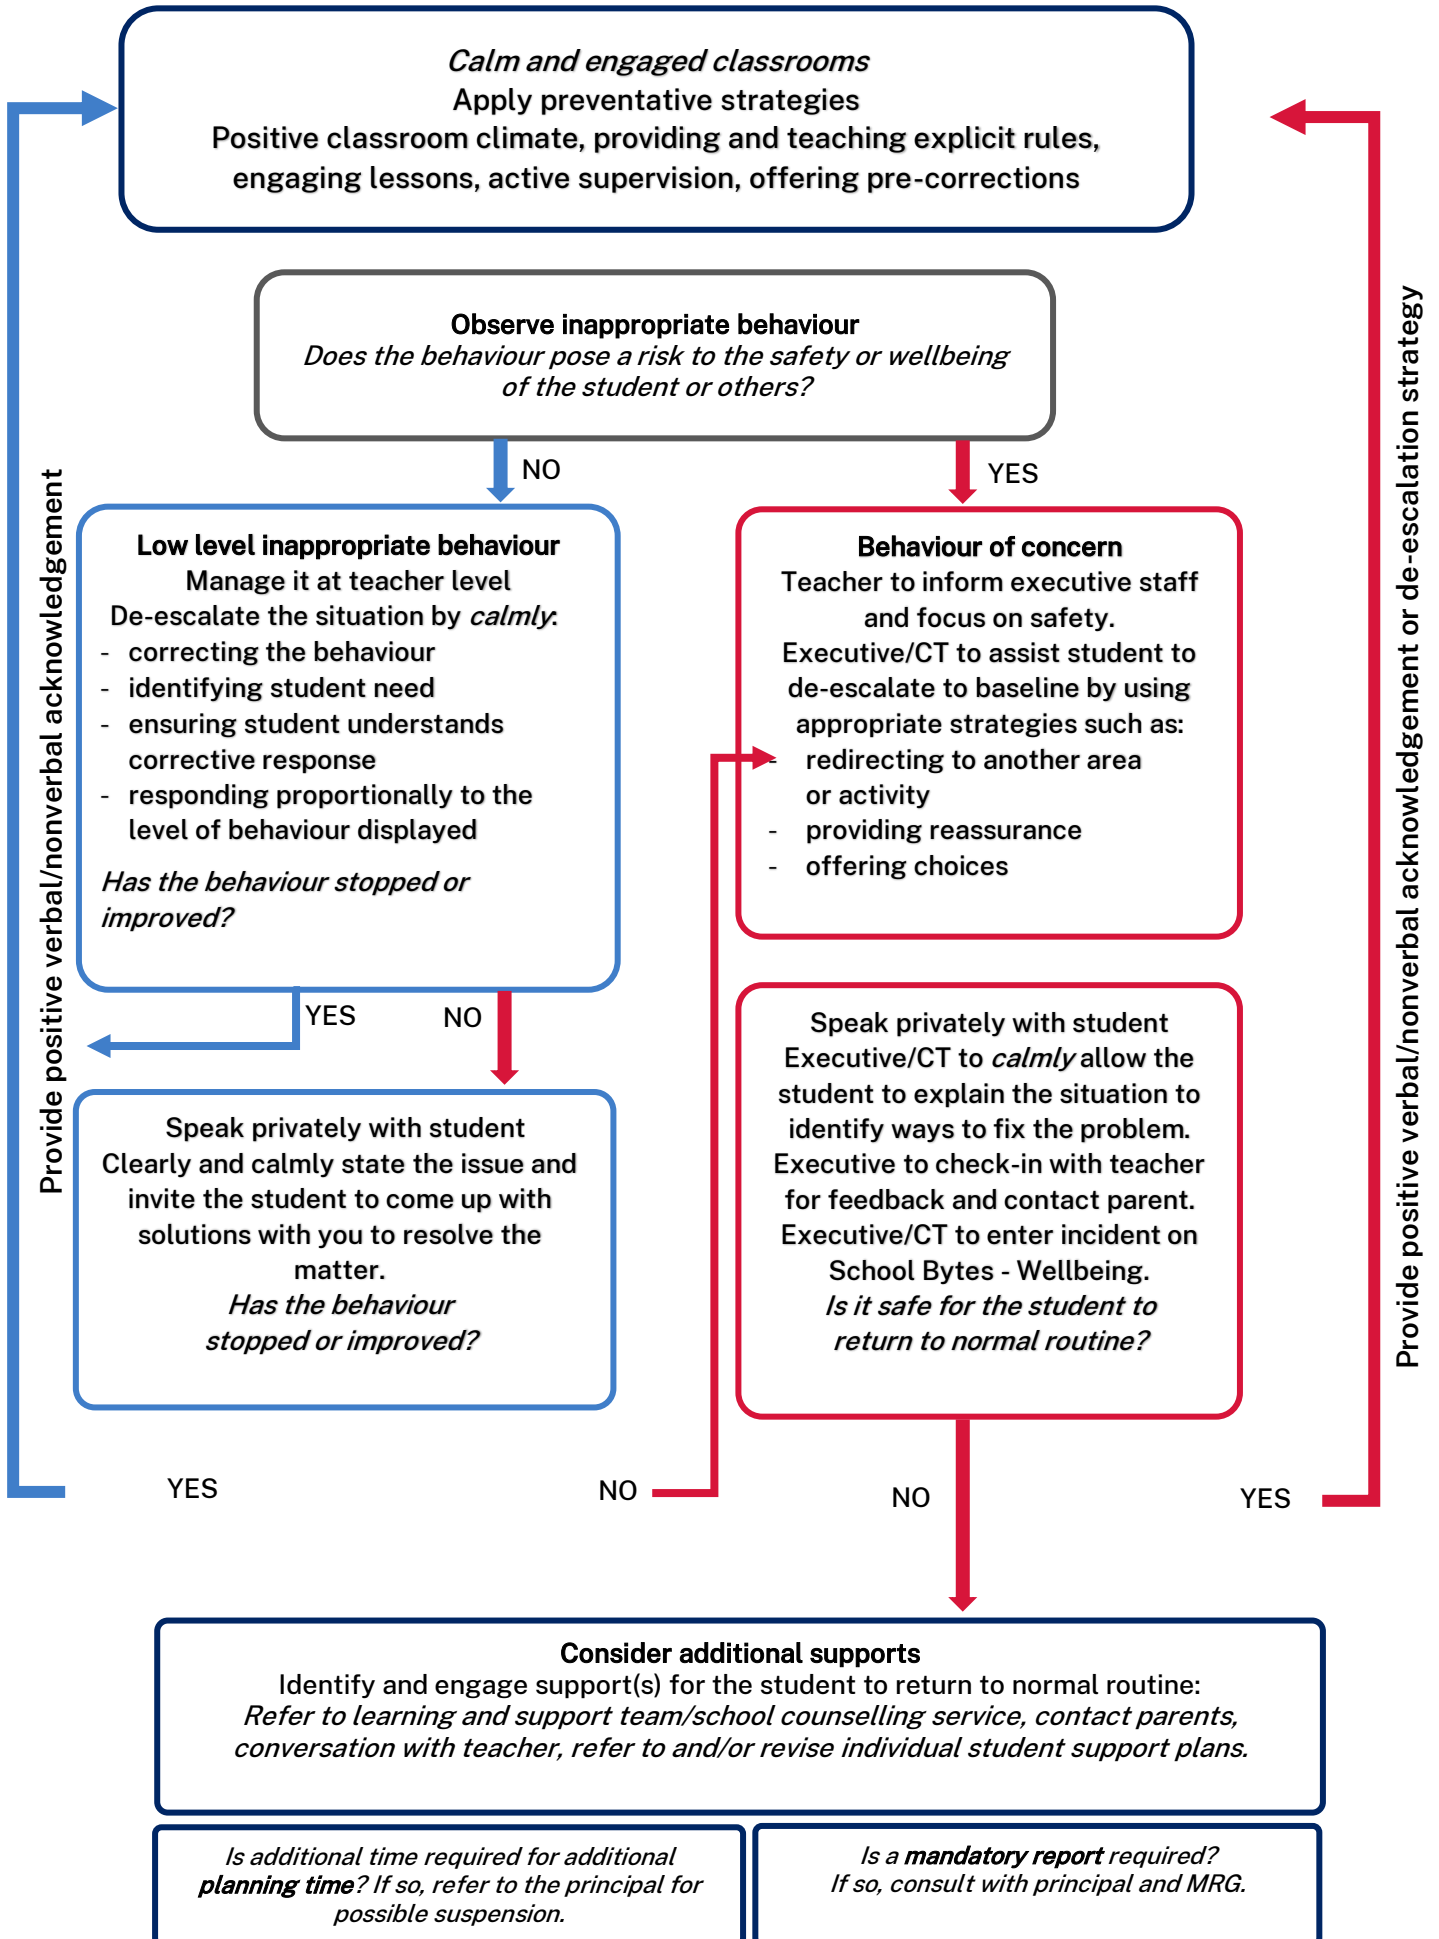 Calm and engaged classrooms
Apply preventative strategies
Positive classroom climate, providing and teaching explicit rules,
engaging lessons, active supervision, offering pre-corrections
Observe inappropriate behaviour
Does the behaviour pose a risk to the safety or wellbeing
of the student or others?
NO
YES
Low level inappropriate behaviour
Manage it at teacher level
De-escalate the situation by calmly:
- correcting the behaviour
- identifying student need
- ensuring student understands
corrective response
- responding proportionally to the
level of behaviour displayed
Has the behaviour stopped or
improved?
YES
NO
Speak privately with student
Clearly and calmly state the issue and
invite the student to come up with
solutions with you to resolve the
matter.
Has the behaviour
stopped or improved?
YES
NO
Provide positive verbal/nonverbal acknowledgement
Behaviour of concern
Teacher to inform executive staff
and focus on safety.
Executive/CT to assist student to
de-escalate to baseline by using
appropriate strategies such as:
- redirecting to another area
or activity
- providing reassurance
- offering choices
Speak privately with student
Executive/CT to calmly allow the
student to explain the situation to
identify ways to fix the problem.
Executive to check-in with teacher
for feedback and contact parent.
Executive/CT to enter incident on
School Bytes - Wellbeing.
Is it safe for the student to
return to normal routine?
NO
YES
Provide positive verbal/nonverbal acknowledgement or de-escalation strategy
Consider additional supports
Identify and engage support(s) for the student to return to normal routine:
Refer to learning and support team/school counselling service, contact parents,
conversation with teacher, refer to and/or revise individual student support plans.
Is additional time required for additional
planning time? If so, refer to the principal for
possible suspension.
Is a mandatory report required?
If so, consult with principal and MRG.